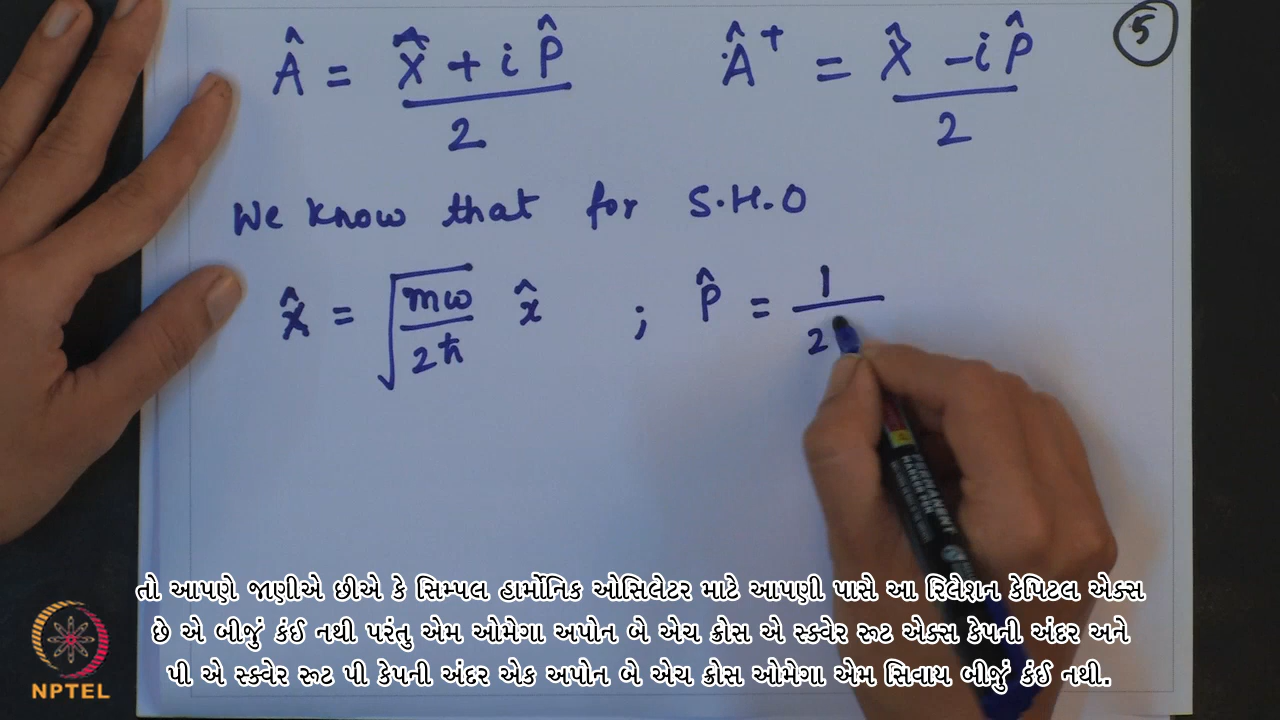 Â = X̂ + i P̂ / 2    Â† = X̂ - i P̂ / 2    5
We know that for S.H.O
X̂ = √(mω / 2ħ) x̂ ; P̂ = 1 / 2
તો આપણે જાણીએ છીએ કે સિમ્પલ હાર્મોનિક ઓસિલેટર માટે આપણી પાસે આ રિલેશન કેપિટલ એક્સ
છે એ બીજું કંઈ નથી પરંતુ એમ ઓમેગા અપોન બે એચ ક્રોસ એ સ્ક્વેર રૂટ એક્સ કેપની અંદર અને
પી એ સ્ક્વેર રૂટ પી કેપની અંદર એક અપોન બે એચ ક્રોસ ઓમેગા એમ સિવાય બીજું કંઈ નથી.
NPTEL